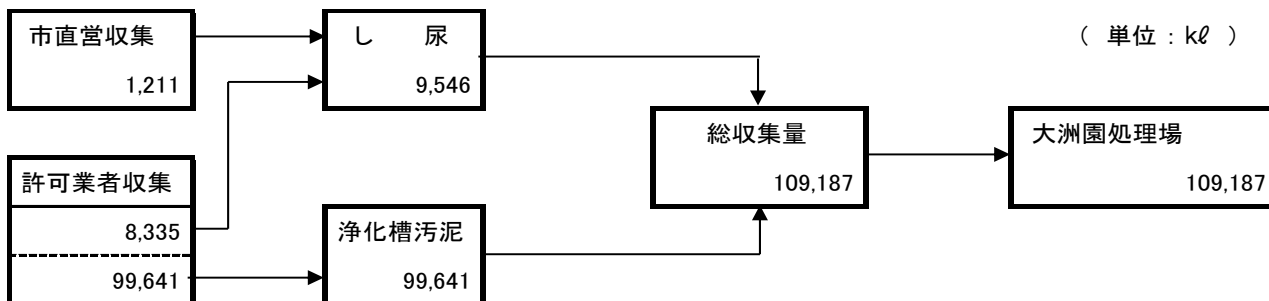 市直営収集
1,211
し　尿
9,546
（ 単位 : kℓ ）
総収集量
109,187
大洲園処理場
109,187
許可業者収集
8,335
99,641
浄化槽汚泥
99,641